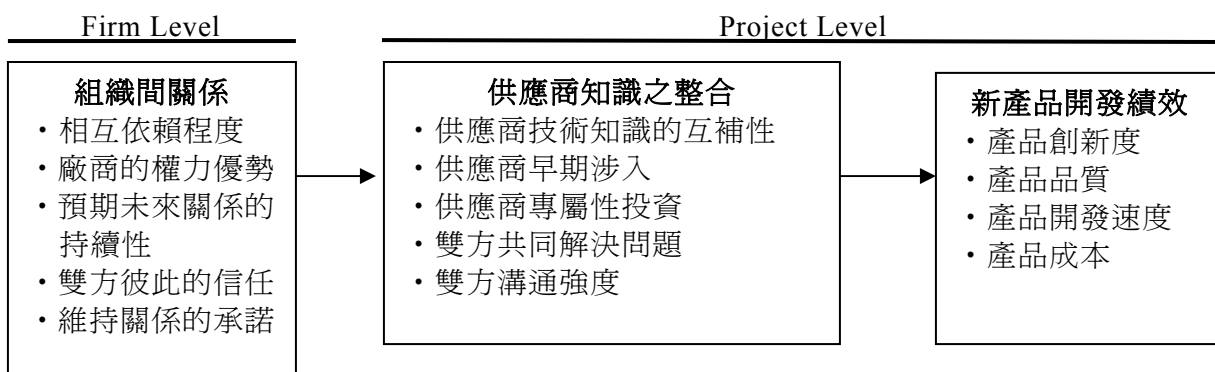 Firm Level
Project Level
組織間關係
・相互依賴程度
・廠商的權力優勢
・預期未來關係的
持續性
・雙方彼此的信任
・維持關係的承諾
供應商知識之整合
・供應商技術知識的互補性
・供應商早期涉入
・供應商專屬性投資
・雙方共同解決問題
・雙方溝通強度
新產品開發績效
・產品創新度
・產品品質
・產品開發速度
・產品成本